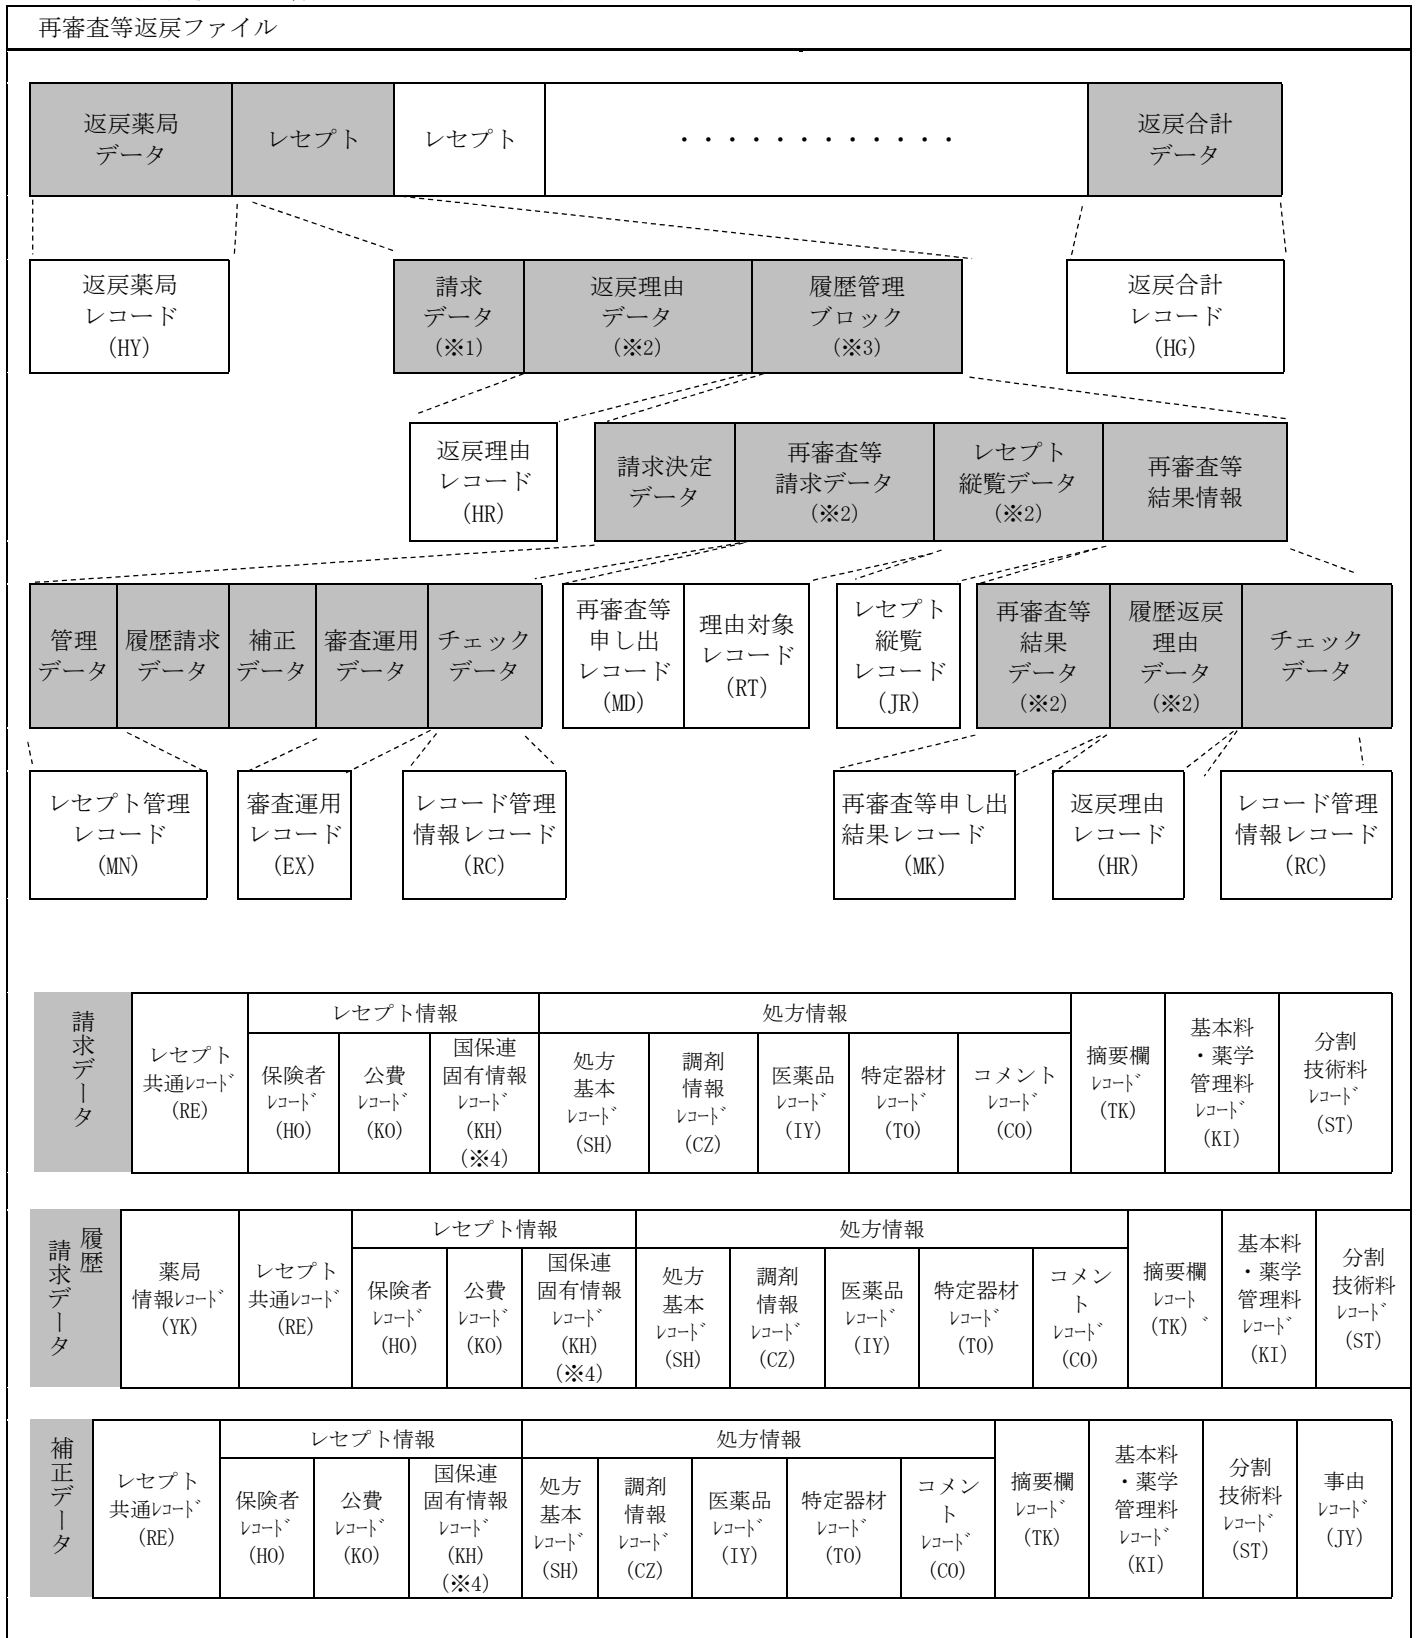 再審査等返戻ファイル
返戻薬局
データ
レセプト
レセプト
・・・・・・・・・・・・
返戻合計
データ
返戻薬局
レコード
(HY)
請求
データ
(※1)
返戻理由
データ
(※2)
履歴管理
ブロック
(※3)
返戻合計
レコード
(HG)
返戻理由
レコード
(HR)
請求決定
データ
再審査等
請求データ
(※2)
レセプト
縦覧データ
(※2)
再審査等
結果情報
管理
データ
履歴請求
データ
補正
データ
審査運用
データ
チェック
データ
再審査等
申し出
レコード
(MD)
理由対象
レコード
(RT)
レセプト
縦覧
レコード
(JR)
再審査等
結果
データ
(※2)
履歴返戻
理由
データ
(※2)
チェック
データ
レセプト管理
レコード
(MN)
審査運用
レコード
(EX)
レコード管理
情報レコード
(RC)
再審査等申し出
結果レコード
(MK)
返戻理由
レコード
(HR)
レコード管理
情報レコード
(RC)
請求データ
レセプト
共通ﾚｺｰﾄﾞ
(RE)
レセプト情報
保険者
ﾚｺｰﾄﾞ
(HO)
公費
ﾚｺｰﾄﾞ
(KO)
国保連
固有情報
ﾚｺｰﾄﾞ
(KH)
(※4)
処方情報
処方
基本
ﾚｺｰﾄﾞ
(SH)
調剤
情報
ﾚｺｰﾄﾞ
(CZ)
医薬品
ﾚｺｰﾄﾞ
(IY)
特定器材
ﾚｺｰﾄﾞ
(TO)
コメント
ﾚｺｰﾄﾞ
(CO)
摘要欄
ﾚｺｰﾄﾞ
(TK)
基本料
・薬学
管理料
ﾚｺｰﾄﾞ
(KI)
分割
技術料
ﾚｺｰﾄﾞ
(ST)
履歴
請求データ
薬局
情報ﾚｺｰﾄﾞ
(YK)
レセプト
共通ﾚｺｰﾄﾞ
(RE)
レセプト情報
保険者
ﾚｺｰﾄﾞ
(HO)
公費
ﾚｺｰﾄﾞ
(KO)
国保連
固有情報
ﾚｺｰﾄﾞ
(KH)
(※4)
処方情報
処方
基本
ﾚｺｰﾄﾞ
(SH)
調剤
情報
ﾚｺｰﾄﾞ
(CZ)
医薬品
ﾚｺｰﾄﾞ
(IY)
特定器材
ﾚｺｰﾄﾞ
(TO)
コメン
ト
ﾚｺｰﾄﾞ
(CO)
摘要欄
ﾚｺｰﾄ
(TK) ﾞ
基本料
・薬学
管理料
ﾚｺｰﾄﾞ
(KI)
分割
技術料
ﾚｺｰﾄﾞ
(ST)
補正データ
レセプト
共通ﾚｺｰﾄﾞ
(RE)
レセプト情報
保険者
ﾚｺｰﾄﾞ
(HO)
公費
ﾚｺｰﾄﾞ
(KO)
国保連
固有情報
ﾚｺｰﾄﾞ
(KH)
(※4)
処方情報
処方
基本
ﾚｺｰﾄﾞ
(SH)
調剤
情報
ﾚｺｰﾄﾞ
(CZ)
医薬品
ﾚｺｰﾄﾞ
(IY)
特定器材
ﾚｺｰﾄﾞ
(TO)
コメン
ト
ﾚｺｰﾄﾞ
(CO)
摘要欄
ﾚｺｰﾄﾞ
(TK)
基本料
・薬学
管理料
ﾚｺｰﾄﾞ
(KI)
分割
技術料
ﾚｺｰﾄﾞ
(ST)
事由
ﾚｺｰﾄﾞ
(JY)